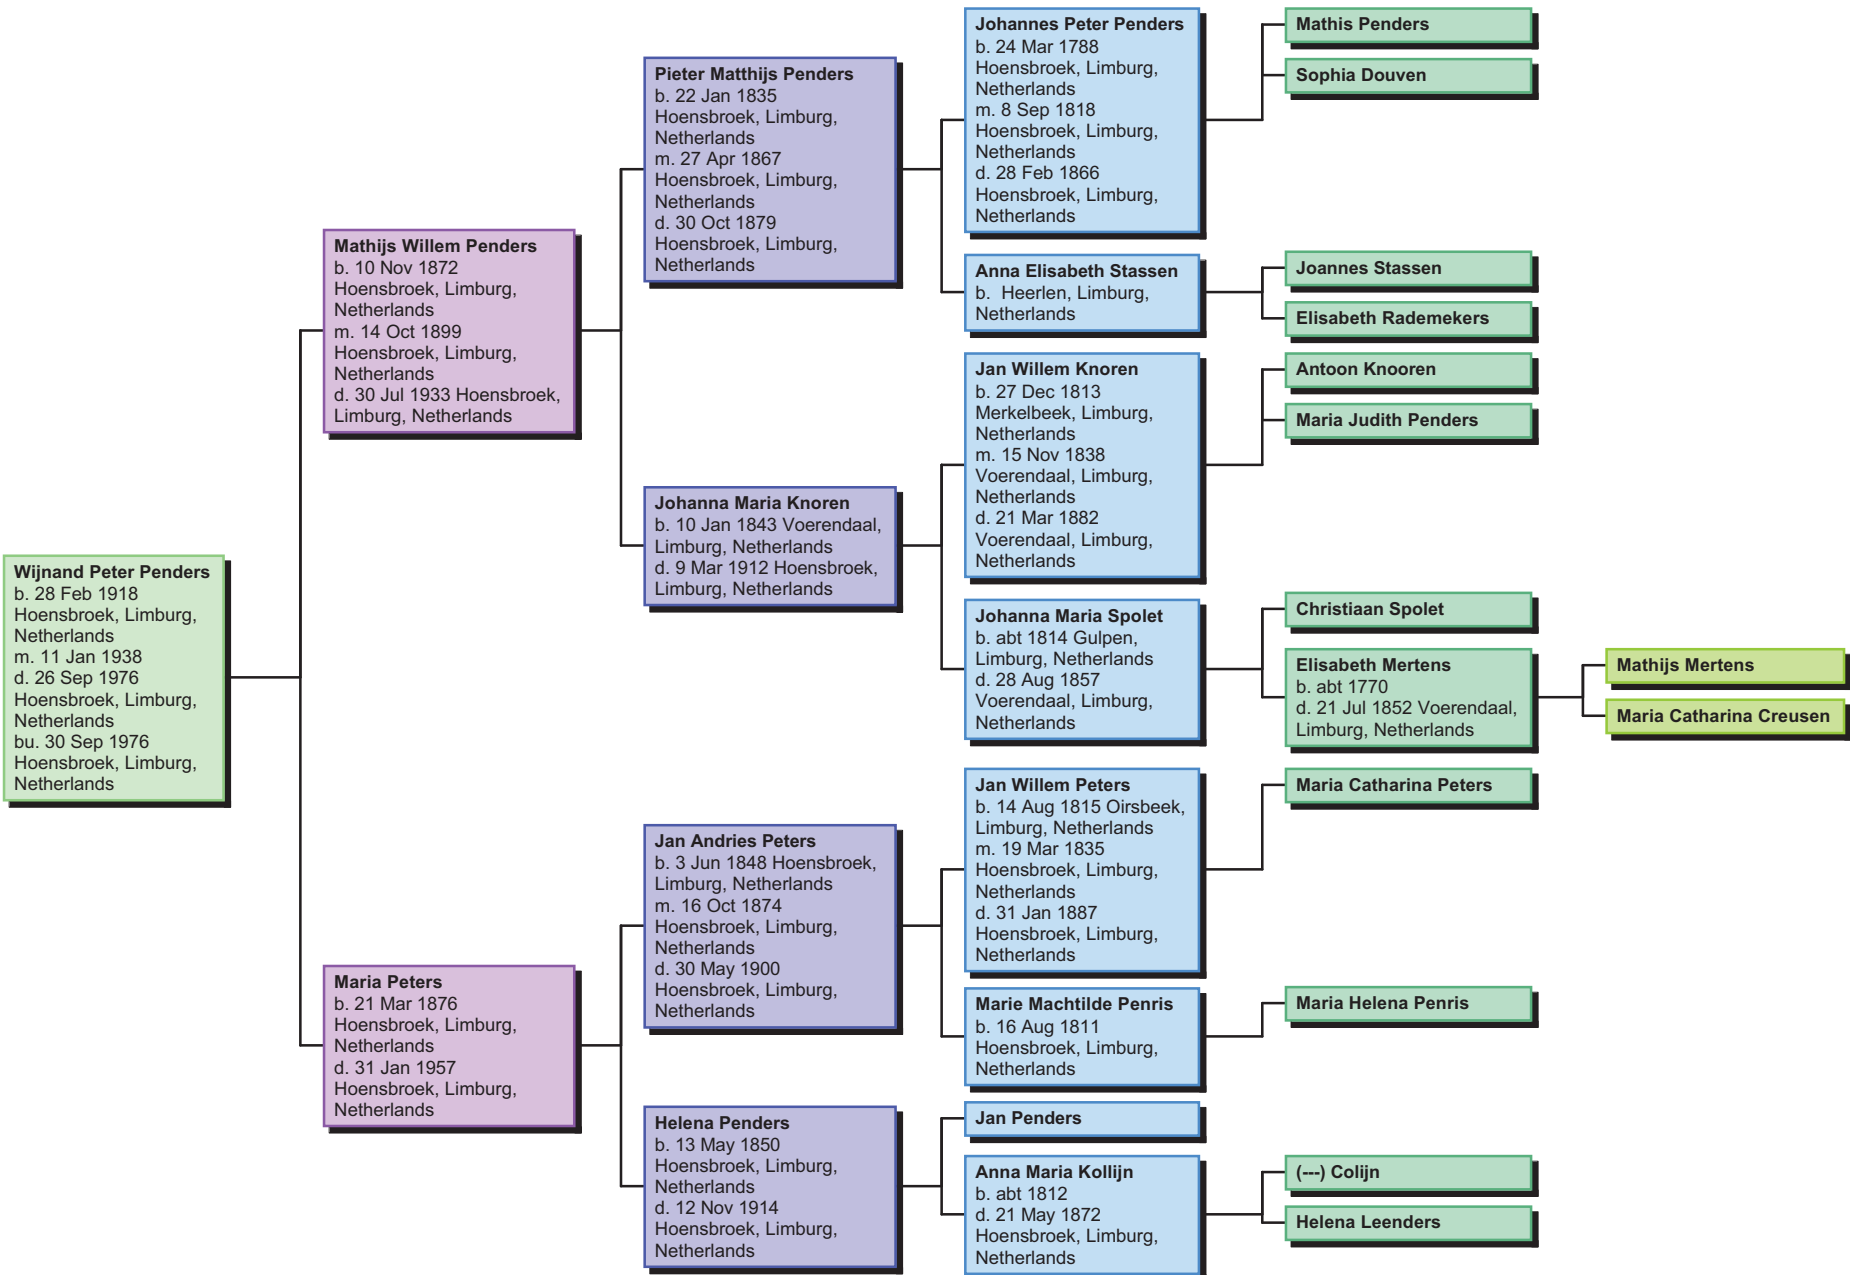 Wijnand Peter Penders
b. 28 Feb 1918
Hoensbroek, Limburg,
Netherlands
m. 11 Jan 1938
d. 26 Sep 1976
Hoensbroek, Limburg,
Netherlands
bu. 30 Sep 1976
Hoensbroek, Limburg,
Netherlands
Mathijs Willem Penders
b. 10 Nov 1872
Hoensbroek, Limburg,
Netherlands
m. 14 Oct 1899
Hoensbroek, Limburg,
Netherlands
d. 30 Jul 1933 Hoensbroek,
Limburg, Netherlands
Maria Peters
b. 21 Mar 1876
Hoensbroek, Limburg,
Netherlands
d. 31 Jan 1957
Hoensbroek, Limburg,
Netherlands
Pieter Matthijs Penders
b. 22 Jan 1835
Hoensbroek, Limburg,
Netherlands
m. 27 Apr 1867
Hoensbroek, Limburg,
Netherlands
d. 30 Oct 1879
Hoensbroek, Limburg,
Netherlands
Johanna Maria Knoren
b. 10 Jan 1843 Voerendaal,
Limburg, Netherlands
d. 9 Mar 1912 Hoensbroek,
Limburg, Netherlands
Jan Andries Peters
b. 3 Jun 1848 Hoensbroek,
Limburg, Netherlands
m. 16 Oct 1874
Hoensbroek, Limburg,
Netherlands
d. 30 May 1900
Hoensbroek, Limburg,
Netherlands
Helena Penders
b. 13 May 1850
Hoensbroek, Limburg,
Netherlands
d. 12 Nov 1914
Hoensbroek, Limburg,
Netherlands
Johannes Peter Penders
b. 24 Mar 1788
Hoensbroek, Limburg,
Netherlands
m. 8 Sep 1818
Hoensbroek, Limburg,
Netherlands
d. 28 Feb 1866
Hoensbroek, Limburg,
Netherlands
Anna Elisabeth Stassen
b.  Heerlen, Limburg,
Netherlands
Jan Willem Knoren
b. 27 Dec 1813
Merkelbeek, Limburg,
Netherlands
m. 15 Nov 1838
Voerendaal, Limburg,
Netherlands
d. 21 Mar 1882
Voerendaal, Limburg,
Netherlands
Johanna Maria Spolet
b. abt 1814 Gulpen,
Limburg, Netherlands
d. 28 Aug 1857
Voerendaal, Limburg,
Netherlands
Jan Willem Peters
b. 14 Aug 1815 Oirsbeek,
Limburg, Netherlands
m. 19 Mar 1835
Hoensbroek, Limburg,
Netherlands
d. 31 Jan 1887
Hoensbroek, Limburg,
Netherlands
Marie Machtilde Penris
b. 16 Aug 1811
Hoensbroek, Limburg,
Netherlands
Jan Penders
Anna Maria Kollijn
b. abt 1812
d. 21 May 1872
Hoensbroek, Limburg,
Netherlands
Mathis Penders
Sophia Douven
Joannes Stassen
Elisabeth Rademekers
Antoon Knooren
Maria Judith Penders
Christiaan Spolet
Elisabeth Mertens
b. abt 1770
d. 21 Jul 1852 Voerendaal,
Limburg, Netherlands
Maria Catharina Peters
Maria Helena Penris
(---) Colijn
Helena Leenders
Mathijs Mertens
Maria Catharina Creusen